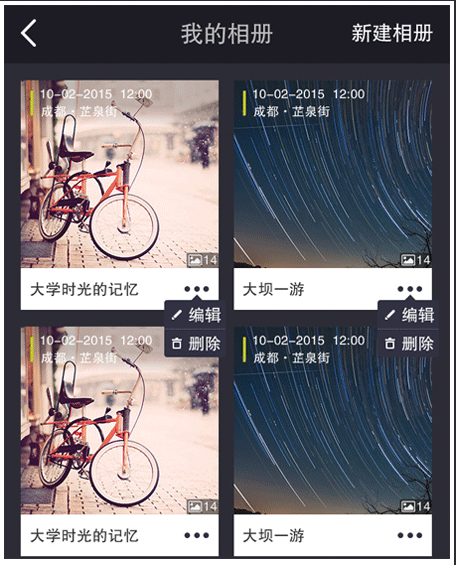 我的相册 新建相册
10-02-2015 12:00
成都·芷泉街
14
大学时光的记忆
编辑
删除
10-02-2015 12:00
成都·芷泉街
14
大坝一游
编辑
删除
10-02-2015 12:00
成都·芷泉街
14
大学时光的记忆
10-02-2015 12:00
成都·芷泉街
14
大坝一游